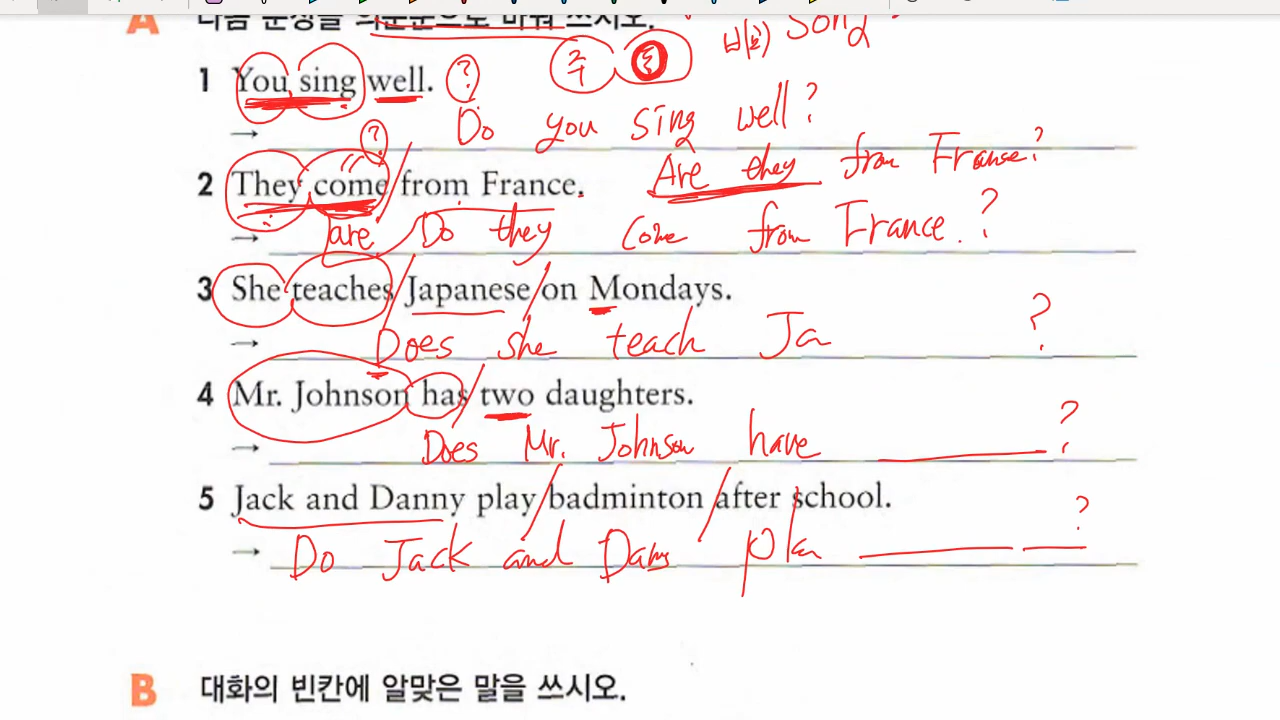 A 다음 문장을 의문문으로 바꿔 쓰시오.
Song
1 You sing well. ? 주 동
→ Do you sing well?
?
Are they from Franse?
2 They come from France.
→ are Do they come from France.?
3 She teaches Japanese on Mondays.
→ Does she teach Ja ?
4 Mr. Johnson has two daughters.
→ Does Mr. Johnson have ?
5 Jack and Danny play badminton after school.
→ Do Jack and ?
B 대화의 빈칸에 알맞은 말을 쓰시오.